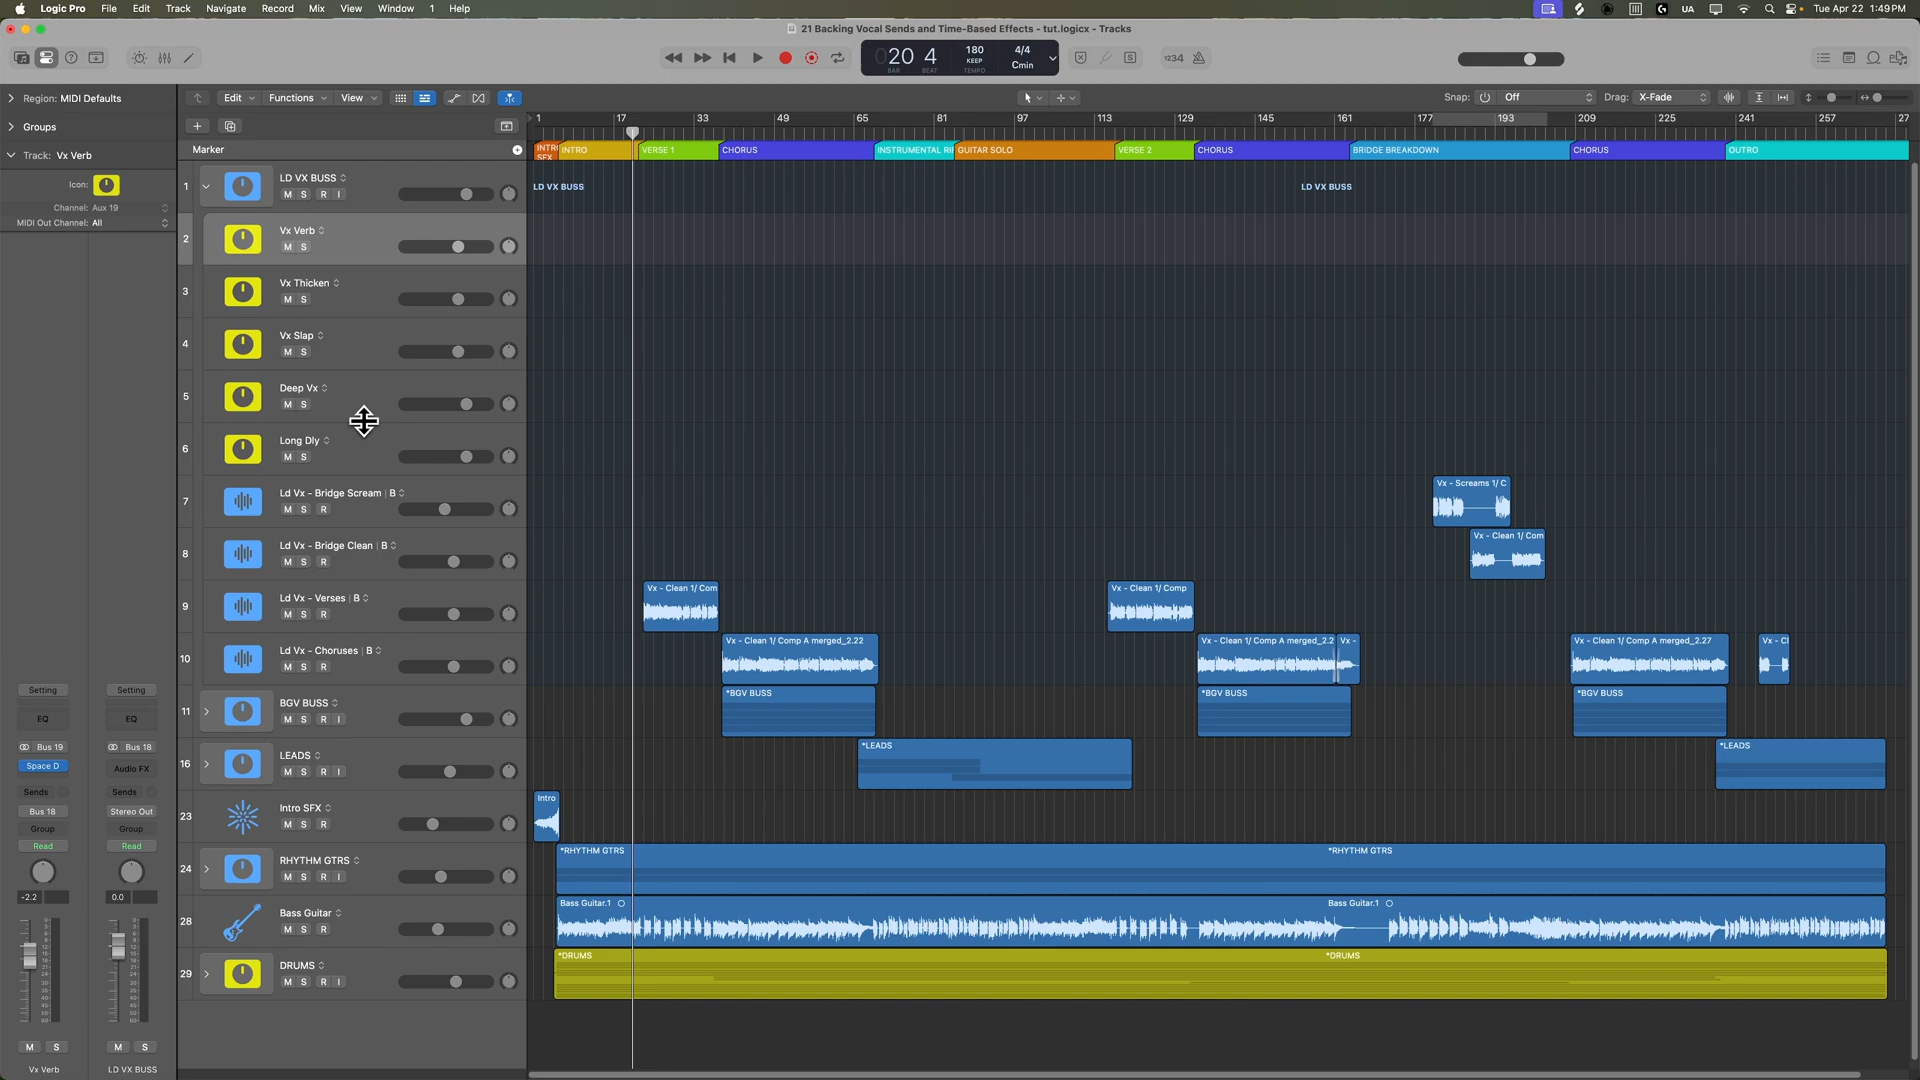 Logic Pro File Edit Track Navigate Record Mix View Window 1 Help
UA Tue Apr 22 1:49 PM
21 Backing Vocal Sends and Time-Based Effects - tut.logicx - Tracks
020 4 180 4/4
KEEP Cmin
BAR BEAT TEMPO
1234
S
Region: MIDI Defaults
Edit Functions View
Snap: Off Drag: X-Fade
Groups
1 17 33 49 65 81 97 113 129 145 161 177 193 209 225 241 257 27
Track: Vx Verb
Icon:
Channel: Aux 19
MIDI Out Channel: All
Marker
INTRO SFX
INTRO
VERSE 1
CHORUS
INSTRUMENTAL RI
GUITAR SOLO
VERSE 2
CHORUS
BRIDGE BREAKDOWN
CHORUS
OUTRO
1 LD VX BUSS
M S R I
LD VX BUSS LD VX BUSS
2 Vx Verb
M S
3 Vx Thicken
M S
4 Vx Slap
M S
5 Deep Vx
M S
6 Long Dly
M S
7 Ld Vx - Bridge Scream | B
M S R
Vx - Screams 1/ C
8 Ld Vx - Bridge Clean | B
M S R
Vx - Clean 1/ Com
9 Ld Vx - Verses | B
M S R
Vx - Clean 1/ Com Vx - Clean 1/ Comp
10 Ld Vx - Choruses | B
M S R
Vx - Clean 1/ Comp A merged_2.22 Vx - Clean 1/ Comp A merged_2.2 Vx - Vx - Clean 1/ Comp A merged_2.27 Vx - Cl
11 BGV BUSS
M S R I
*BGV BUSS *BGV BUSS *BGV BUSS
16 LEADS
M S R I
*LEADS *LEADS
23 Intro SFX
M S R
Intro
24 RHYTHM GTRS
M S R I
*RHYTHM GTRS *RHYTHM GTRS
28 Bass Guitar
M S R
Bass Guitar.1 Bass Guitar.1
29 DRUMS
M S R I
*DRUMS *DRUMS
Setting Setting
EQ EQ
Bus 19 Bus 18
Space D Audio FX
Sends Sends
Bus 18 Stereo Out
Group Group
Read Read
-2.2 0.0
M S M S
Vx Verb LD VX BUSS